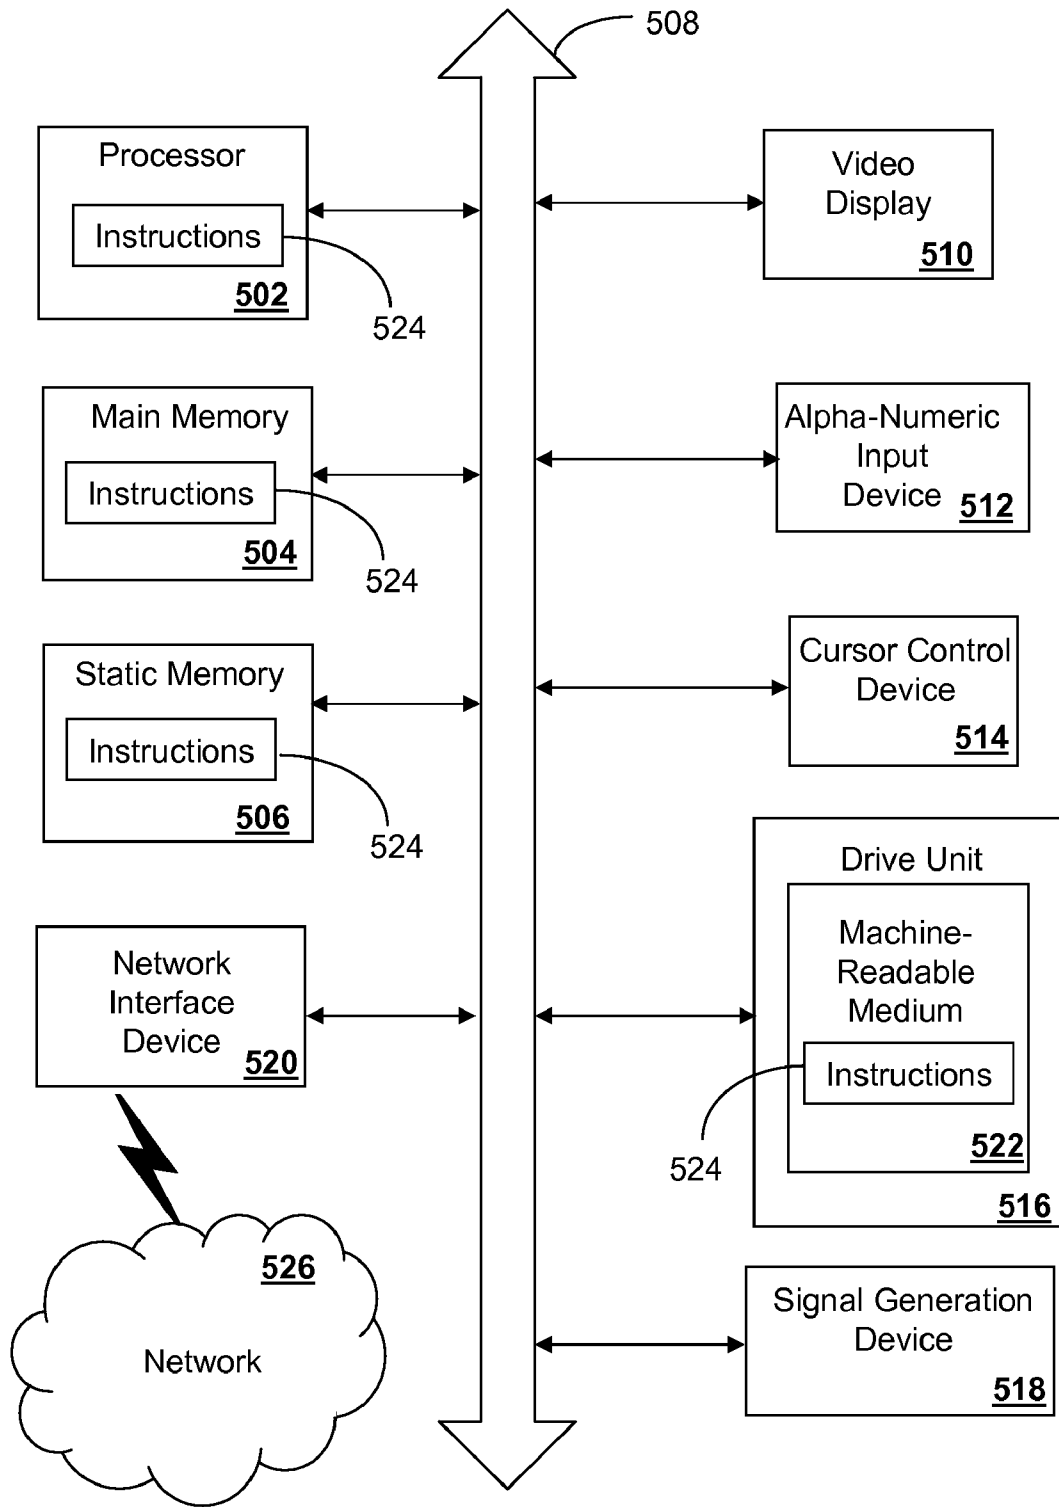 508
Processor
Instructions
502
524
Main Memory
Instructions
504
524
Static Memory
Instructions
506
524
Network
Interface
Device
520
526
Network
Video
Display
510
Alpha-Numeric
Input
Device
512
Cursor Control
Device
514
Drive Unit
Machine-
Readable
Medium
Instructions
524
522
516
Signal Generation
Device
518